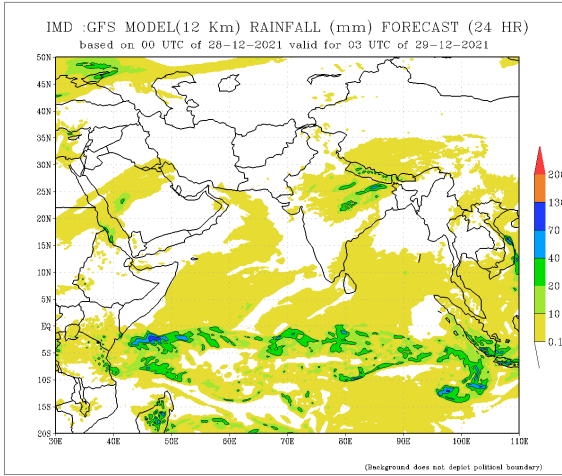 IMD :GFS MODEL(12 Km) RAINFALL (mm) FORECAST (24 HR)
based on 00 UTC of 28-12-2021 valid for 03 UTC of 29-12-2021
50N
45N
40N
35N
30N
25N
20N
15N
10N
5N
EQ
5S
10S
15S
20S
30E
40E
50E
60E
70E
80E
90E
100E
110E
208
138
70
40
20
10
0.1
(Background does not depiot political boundary)